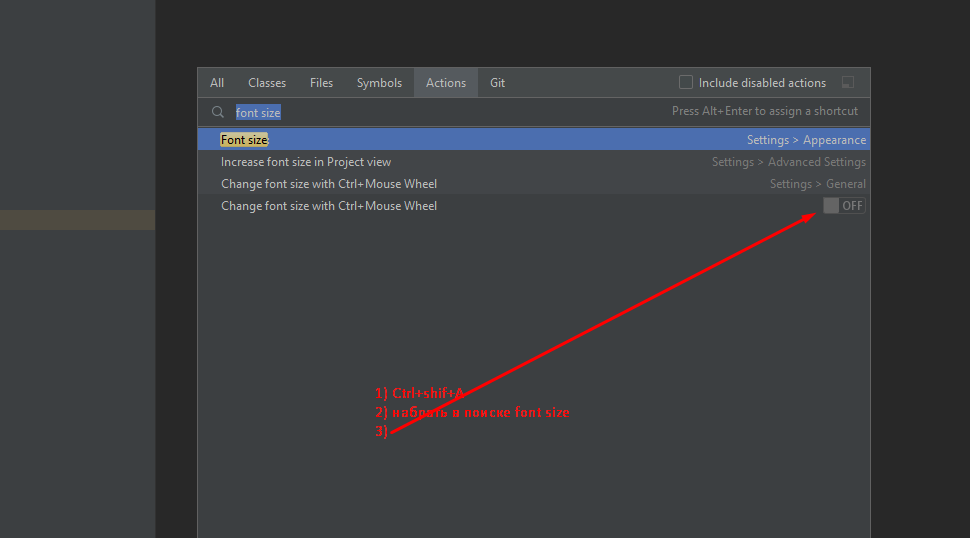 All Classes Files Symbols Actions Git Include disabled actions
font size Press Alt+Enter to assign a shortcut
Font size: Settings > Appearance
Increase font size in Project view Settings > Advanced Settings
Change font size with Ctrl+Mouse Wheel Settings > General
Change font size with Ctrl+Mouse Wheel OFF
1) Ctrl+shif+A
2) набрать в поиске font size
3)